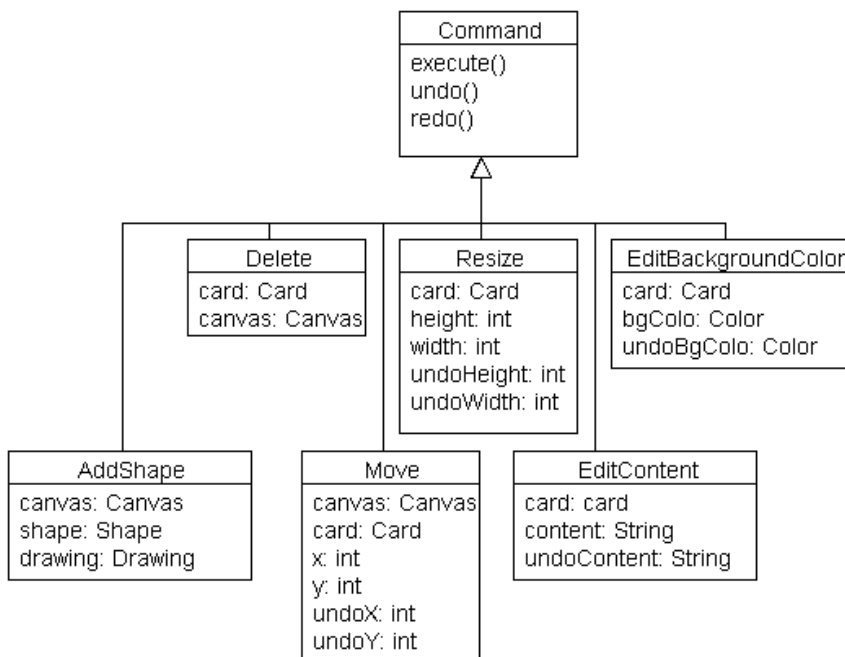 Command
execute()
undo()
redo()
Delete
card: Card
canvas: Canvas
Resize
card: Card
height: int
width: int
undoHeight: int
undoWidth: int
EditBackgroundColor
card: Card
bgColo: Color
undoBgColo: Color
AddShape
canvas: Canvas
shape: Shape
drawing: Drawing
Move
canvas: Canvas
card: Card
x: int
y: int
undoX: int
undoY: int
EditContent
card: card
content: String
undoContent: String